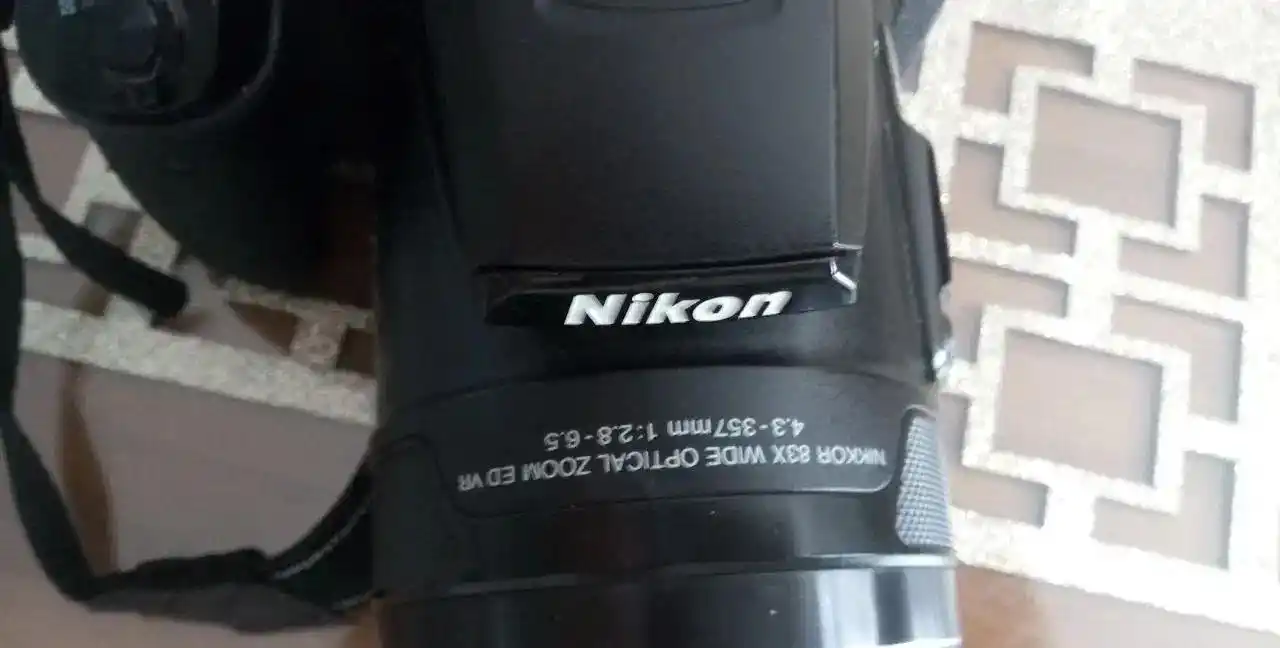 Nikon
NIKKOR 83X WIDE OPTICAL ZOOM ED VR
4.3-357mm 1:2.8-6.5